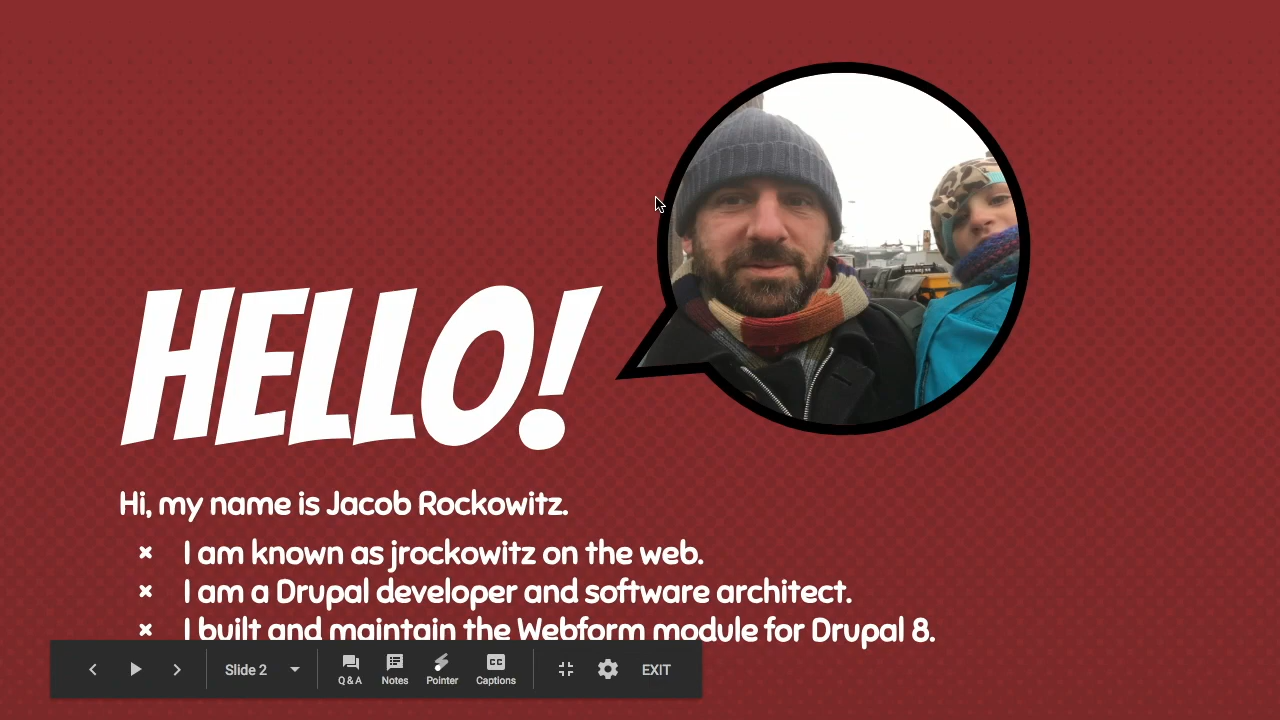 HELLO!
Hi, my name is Jacob Rockowitz.
× I am known as jrockowitz on the web.
× I am a Drupal developer and software architect.
× I built and maintain the Webform module for Drupal 8.
Slide 2
Q & A
Notes
Pointer
Captions
EXIT